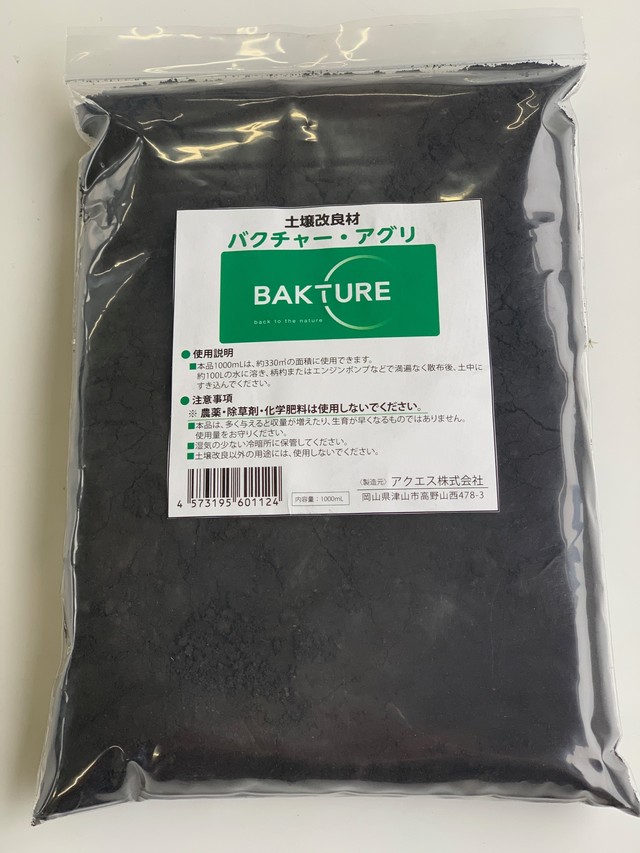 土壌改良材
バクチャー・アグリ
BAKTURE
back to the nature
●使用説明
■本品1000mLは、約330㎡の面積に使用できます。
約100Lの水に溶き、柄杓またはエンジンポンプなどで満遍なく散布後、土中に
すき込んでください。
●注意事項
※ 農薬・除草剤・化学肥料は使用しないでください。
■本品は、多く与えると収量が増えたり、生育が早くなるものではありません。
使用量をお守りください。
■湿気の少ない冷暗所に保管してください。
■土壌改良以外の用途には、使用しないでください。
4 573195 601124
内容量：1000mL
〈製造元〉アクエス株式会社
岡山県津山市高野山西478-3